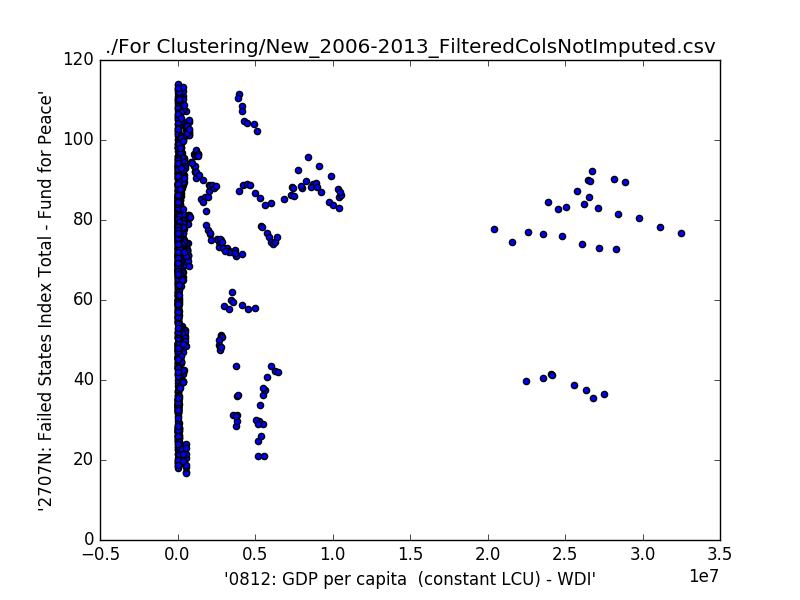 ./For Clustering/New_2006-2013_FilteredColsNotImputed.csv
120
100
80
60
40
20
0
'2707N: Failed States Index Total - Fund for Peace'
−0.5 0.0 0.5 1.0 1.5 2.0 2.5 3.0 3.5
1e7
'0812: GDP per capita  (constant LCU) - WDI'